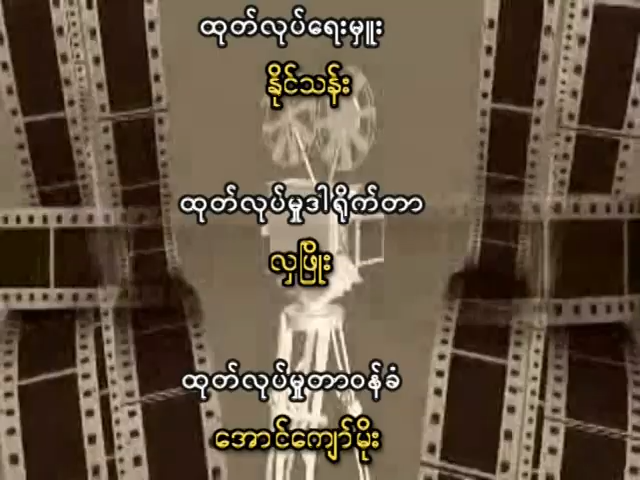 ထုတ်လုပ်ရေးမှူး
နိုင်သန်း
ထုတ်လုပ်မှုဒါရိုက်တာ
လှဖြိုး
ထုတ်လုပ်မှုတာဝန်ခံ
အောင်ကျော်မိုး